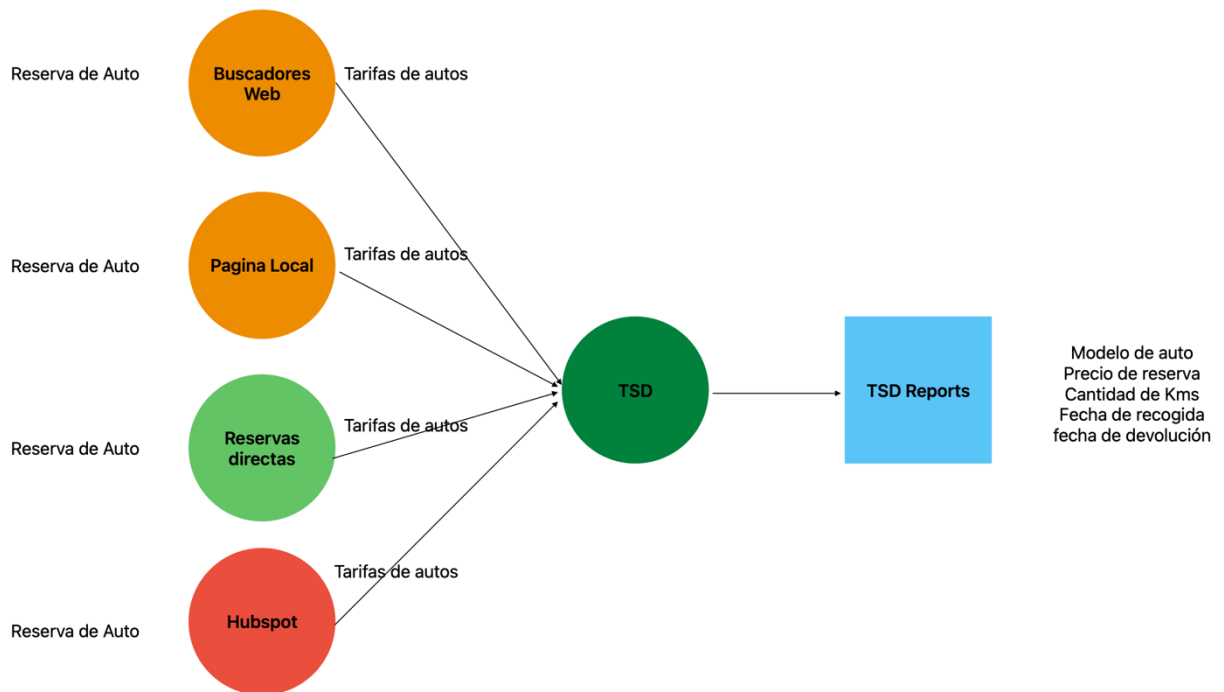 Reserva de Auto
Buscadores
Web
Tarifas de autos
Reserva de Auto
Pagina Local
Tarifas de autos
Reserva de Auto
Reservas
directas
Tarifas de autos
Reserva de Auto
Hubspot
Tarifas de autos
TSD
TSD Reports
Modelo de auto
Precio de reserva
Cantidad de Kms
Fecha de recogida
fecha de devolución